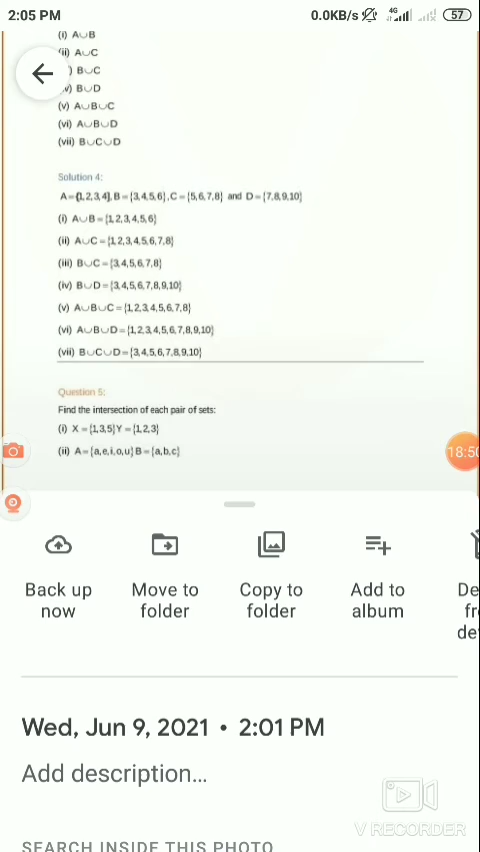 2:05 PM 0.0KB/s 4G 57
(i) A∪B
(ii) A∪C
) B∪C
v) B∪D
(v) A∪B∪C
(vi) A∪B∪D
(vii) B∪C∪D
Solution 4:
A={1,2,3,4}, B={3,4,5,6}, C={5,6,7,8} and D={7,8,9,10}
(i) A∪B={1,2,3,4,5,6}
(ii) A∪C={1,2,3,4,5,6,7,8}
(iii) B∪C={3,4,5,6,7,8}
(iv) B∪D={3,4,5,6,7,8,9,10}
(v) A∪B∪C={1,2,3,4,5,6,7,8}
(vi) A∪B∪D={1,2,3,4,5,6,7,8,9,10}
(vii) B∪C∪D={3,4,5,6,7,8,9,10}
Question 5:
Find the intersection of each pair of sets:
(i) X={1,3,5}Y={1,2,3}
(ii) A={a,e,i,o,u}B={a,b,c}
18:50
Back up now
Move to folder
Copy to folder
Add to album
De
fr
de
Wed, Jun 9, 2021 • 2:01 PM
Add description...
V RECORDER
SEARCH INSIDE THIS PHOTO